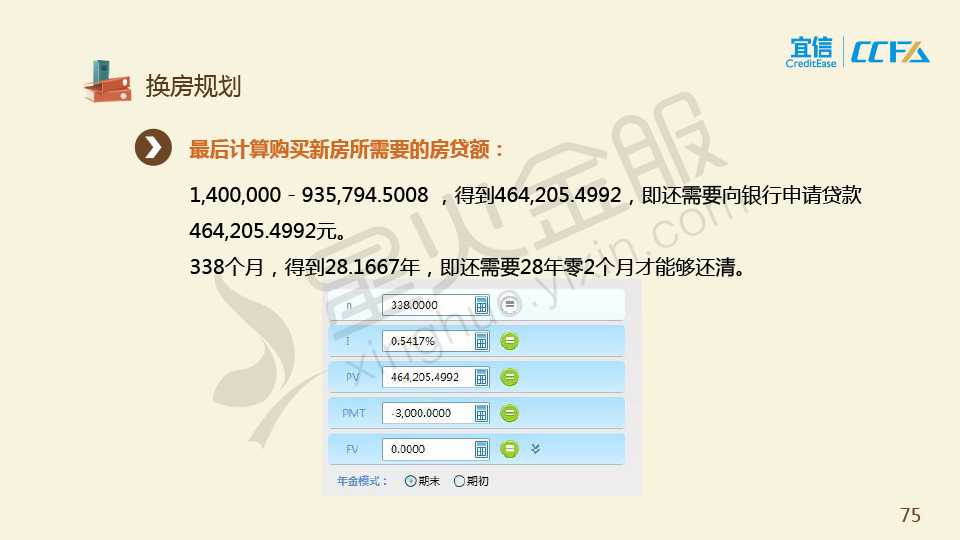 宜信
CreditEase
CCFA
换房规划
最后计算购买新房所需要的房贷额：
1,400,000 - 935,794.5008 ，得到464,205.4992，即还需要向银行申请贷款
464,205.4992元。
338个月，得到28.1667年，即还需要28年零2个月才能够还清。
n 338.0000
I 0.5417%
PV 464,205.4992
PMT -3,000.0000
FV 0.0000
年金模式： 期末 期初
星火金服
xinghuo.yixin.com
75